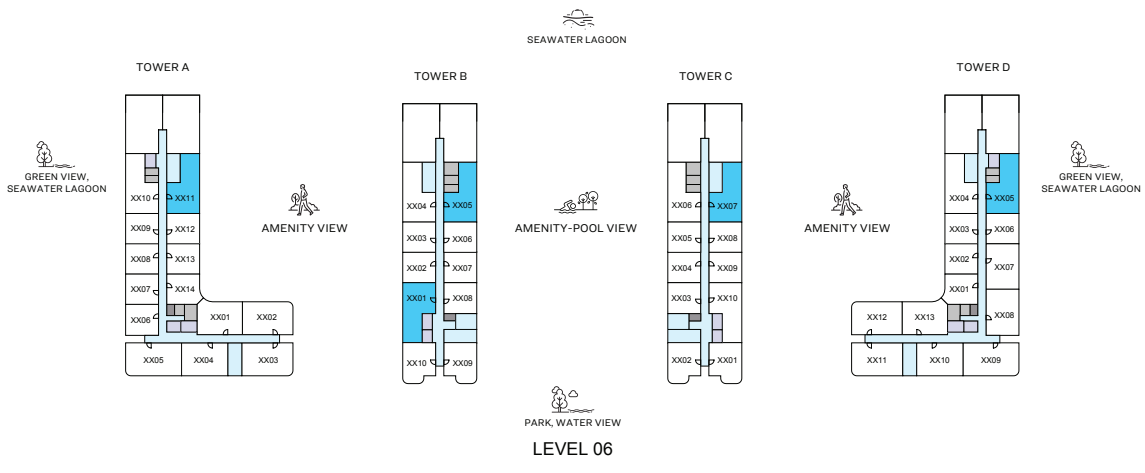 SEAWATER LAGOON
TOWER A
TOWER B
TOWER C
TOWER D
GREEN VIEW,
SEAWATER LAGOON
AMENITY VIEW
AMENITY-POOL VIEW
AMENITY VIEW
GREEN VIEW,
SEAWATER LAGOON
XX10 XX11
XX09 XX12
XX08 XX13
XX07 XX14
XX06
XX01 XX02
XX05 XX04 XX03
XX04 XX05
XX03 XX06
XX02 XX07
XX01 XX08
XX10 XX09
XX06 XX07
XX05 XX08
XX04 XX09
XX03 XX10
XX02 XX01
XX04 XX05
XX03 XX06
XX02 XX07
XX01
XX08
XX12 XX13
XX11 XX10 XX09
PARK, WATER VIEW
LEVEL 06